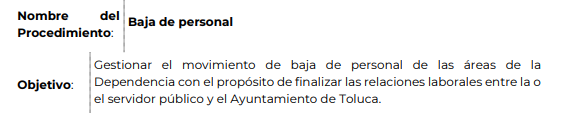 Nombre del Procedimiento: Baja de personal
Objetivo: Gestionar el movimiento de baja de personal de las áreas de la
Dependencia con el propósito de finalizar las relaciones laborales entre la o
el servidor público y el Ayuntamiento de Toluca.